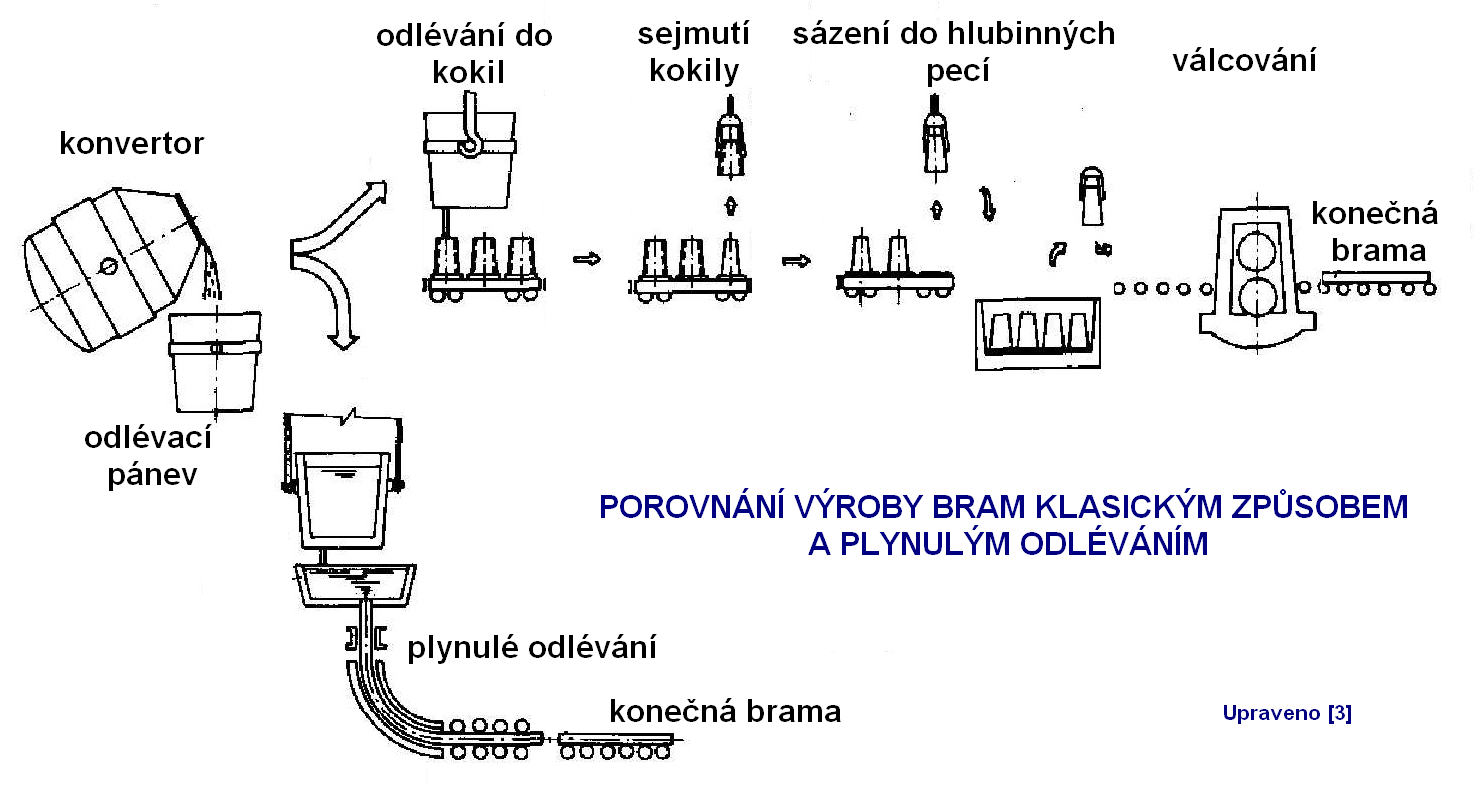 odlévání do
kokil
sejmutí
kokily
sázení do hlubinných
pecí
válcování
konvertor
konečná
brama
odlévací
pánev
POROVNÁNÍ VÝROBY BRAM KLASICKÝM ZPŮSOBEM
A PLYNULÝM ODLÉVÁNÍM
plynulé odlévání
konečná brama
Upraveno [3]